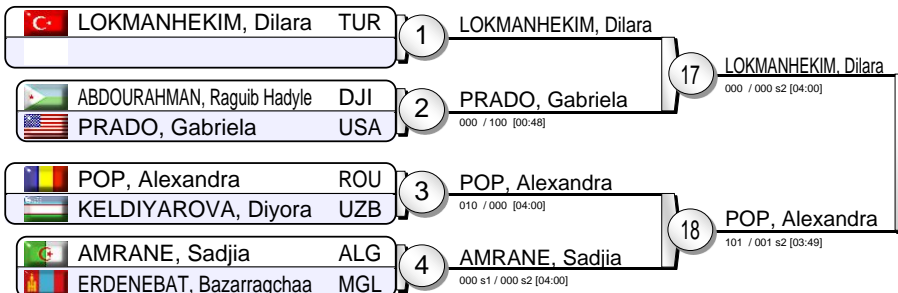 LOKMANHEKIM, Dilara TUR
1
LOKMANHEKIM, Dilara
17
LOKMANHEKIM, Dilara
000 / 000 s2 [04:00]
ABDOURAHMAN, Raguib Hadyle DJI
PRADO, Gabriela USA
2
PRADO, Gabriela
000 / 100 [00:48]
POP, Alexandra ROU
KELDIYAROVA, Diyora UZB
3
POP, Alexandra
010 / 000 [04:00]
18
POP, Alexandra
101 / 001 s2 [03:49]
AMRANE, Sadjia ALG
ERDENEBAT, Bazarragchaa MGL
4
AMRANE, Sadjia
000 s1 / 000 s2 [04:00]